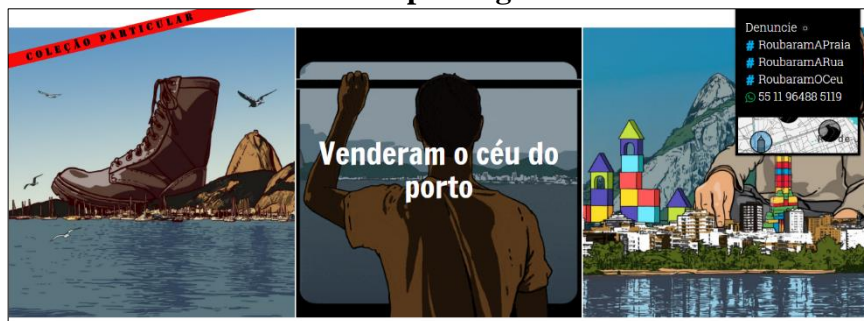 COLEÇÃO PARTICULAR
Venderam o céu do
porto
Denuncie
# RoubaramAPraia
# RoubaramARua
# RoubaramOCeu
55 11 96488 5119